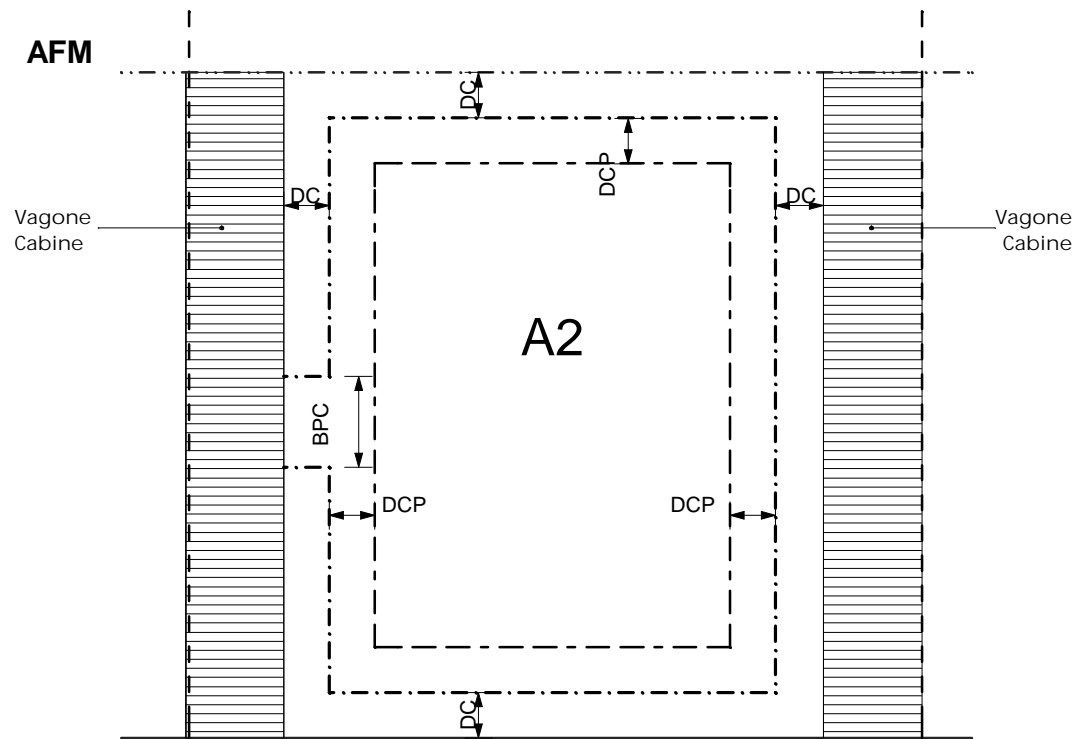 AFM
DC
DCP
DC
DC
Vagone
Cabine
Vagone
Cabine
A2
BPC
DCP
DCP
DC